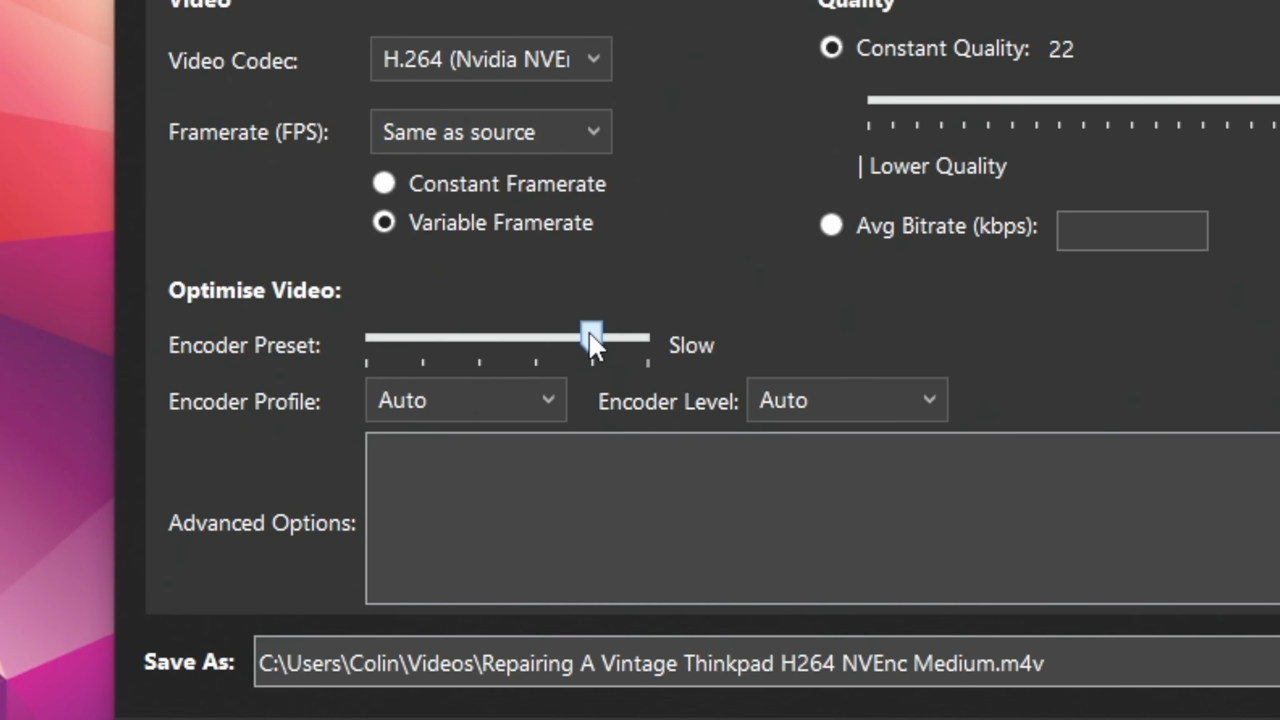 Video
Quality
Video Codec:
H.264 (Nvidia NVE
Constant Quality: 22
Framerate (FPS):
Same as source
| Lower Quality
Constant Framerate
Variable Framerate
Avg Bitrate (kbps):
Optimise Video:
Encoder Preset:
Slow
Encoder Profile:
Auto
Encoder Level:
Auto
Advanced Options:
Save As:
C:\Users\Colin\Videos\Repairing A Vintage Thinkpad H264 NVEnc Medium.m4v